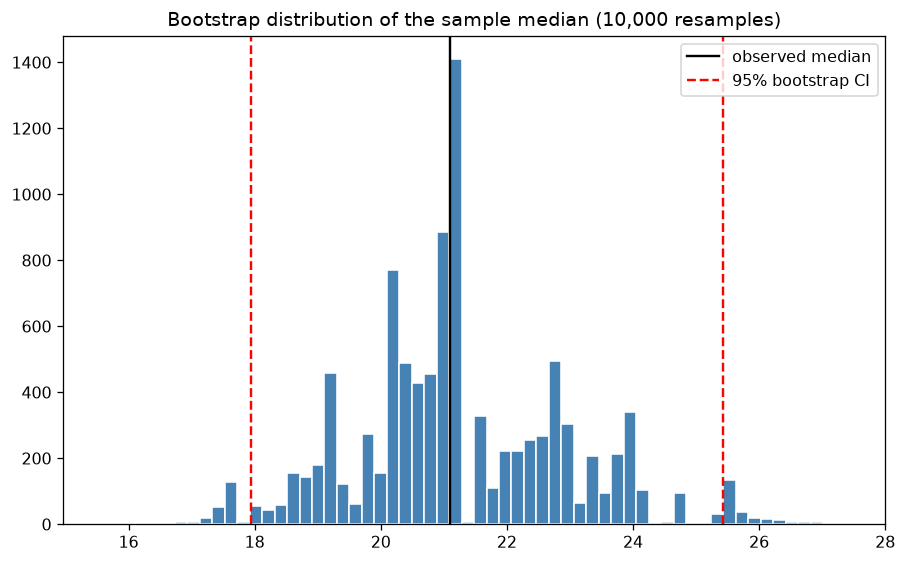 Bootstrap distribution of the sample median (10,000 resamples)
observed median
95% bootstrap CI
1400
1200
1000
800
600
400
200
0
16 18 20 22 24 26 28